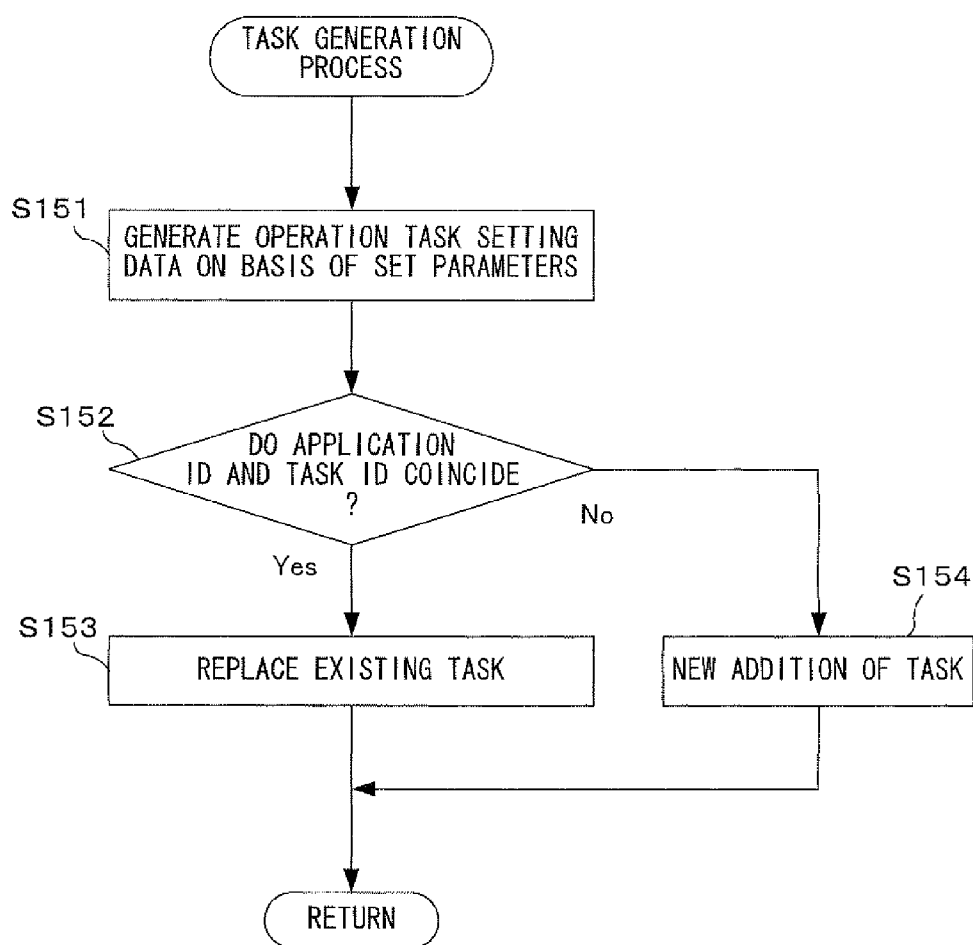 TASK GENERATION
PROCESS
S151
GENERATE OPERATION TASK SETTING
DATA ON BASIS OF SET PARAMETERS
S152
DO APPLICATION
ID AND TASK ID COINCIDE
?
No
Yes
S154
S153
REPLACE EXISTING TASK
NEW ADDITION OF TASK
RETURN